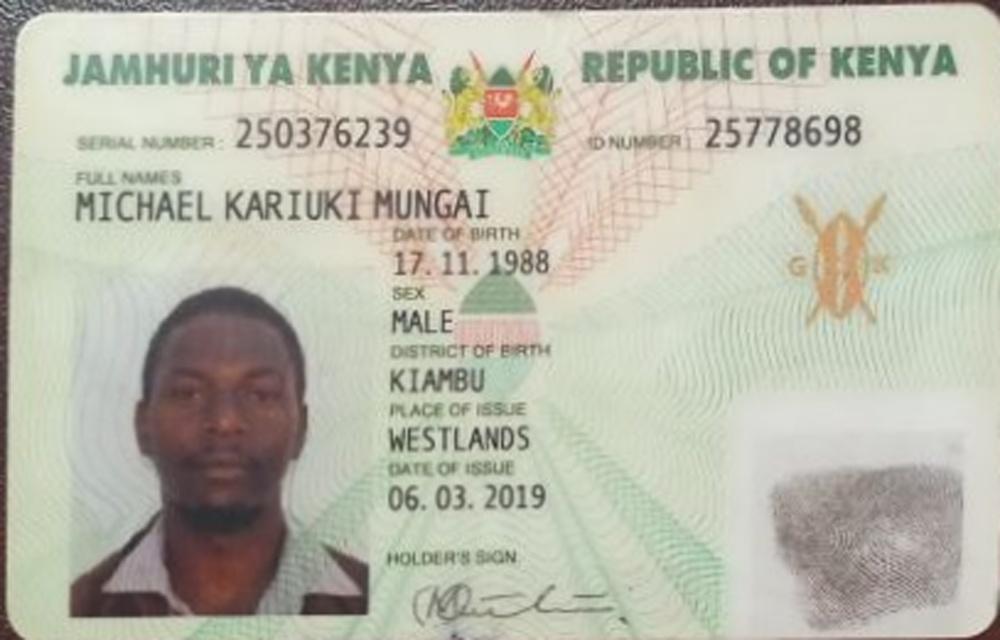 JAMHURI YA KENYA REPUBLIC OF KENYA
SERIAL NUMBER: 250376239 ID NUMBER: 25778698
FULL NAMES
MICHAEL KARIUKI MUNGAI
DATE OF BIRTH
17.11.1988
SEX
MALE
DISTRICT OF BIRTH
KIAMBU
PLACE OF ISSUE
WESTLANDS
DATE OF ISSUE
06.03.2019
HOLDER'S SIGN.
G K